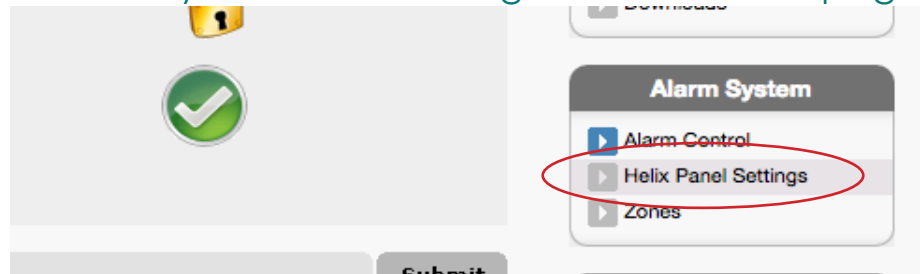 Downloads
Alarm System
Alarm Control
Helix Panel Settings
Zones
Submit